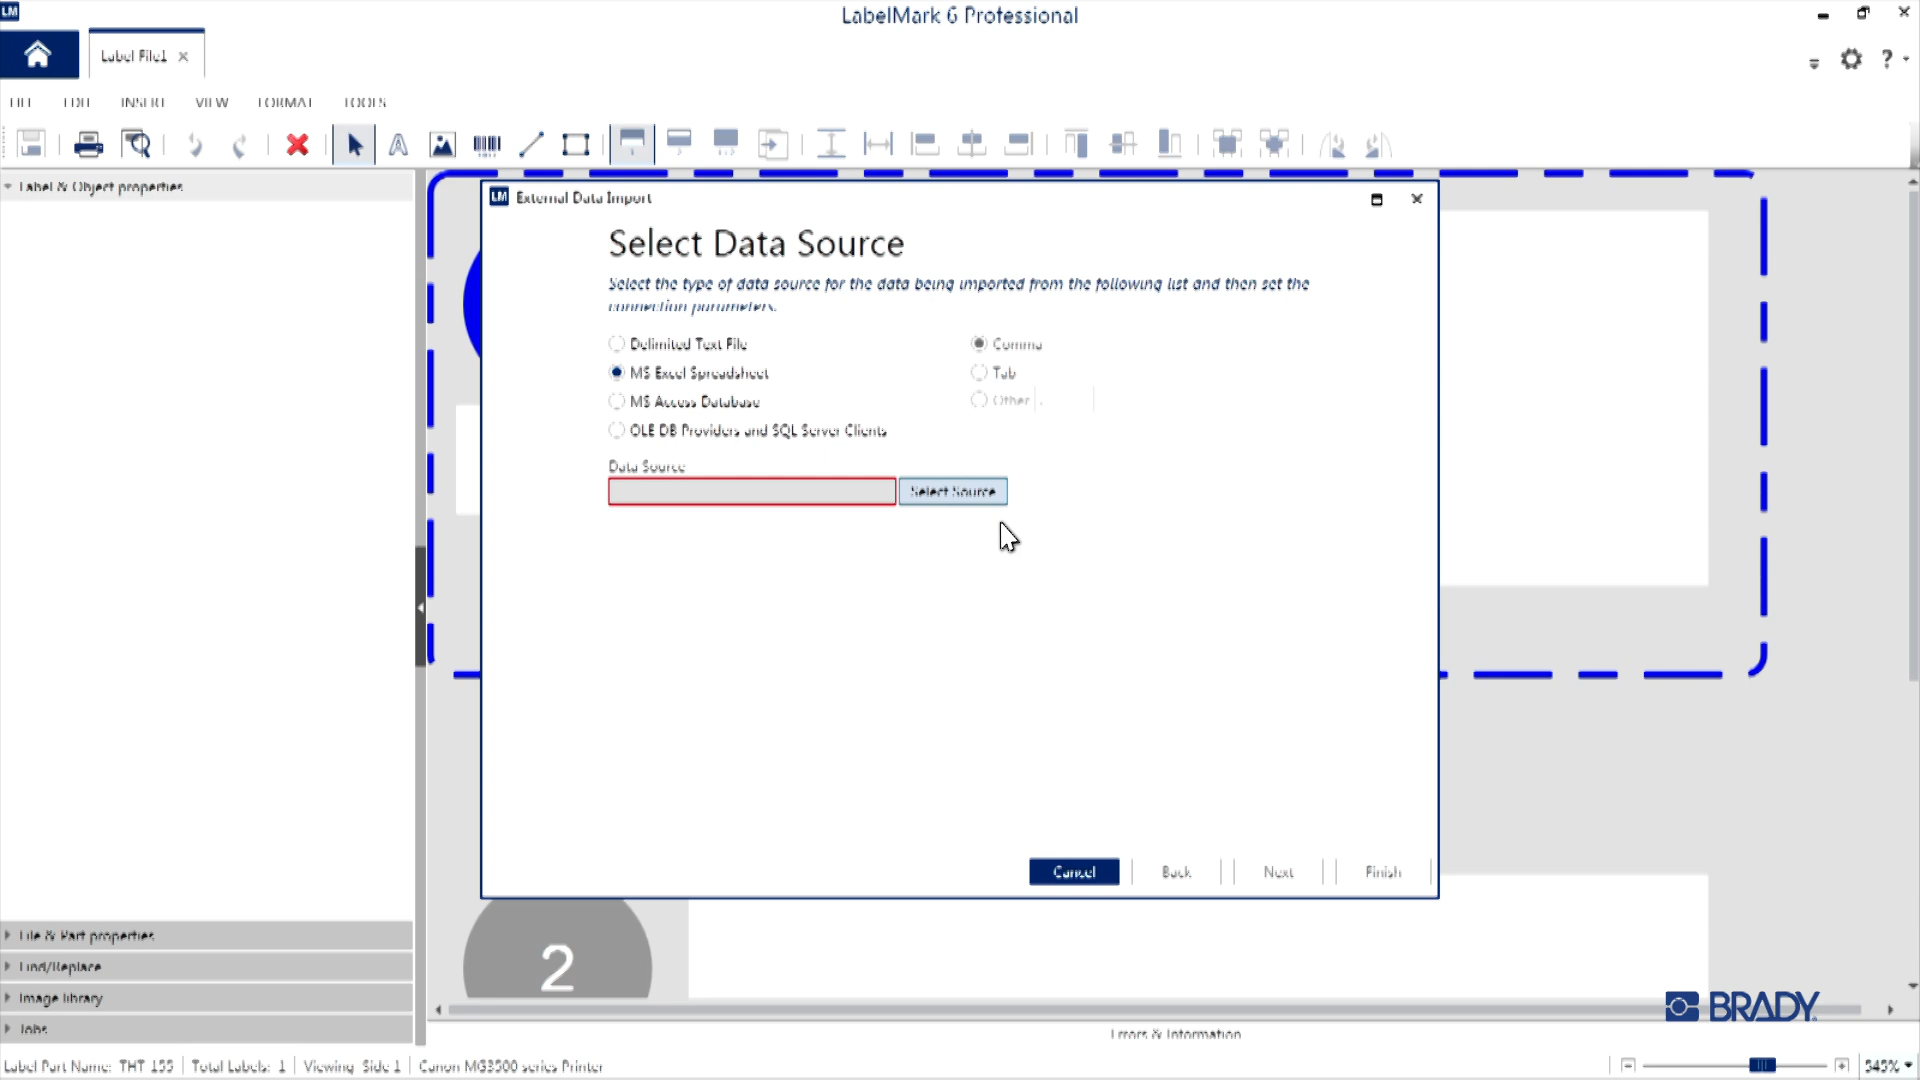 LM
LabelMark 6 Professional
Label File1
FILE EDIT INSERT VIEW FORMAT TOOLS
Label & Object properties
LM External Data Import
Select Data Source
Select the type of data source for the data being imported from the following list and then set the
connection parameters.
Delimited Text File
Comma
MS Excel Spreadsheet
Tab
MS Access Database
Other
OLE DB Providers and SQL Server Clients
Data Source
Select Source
Cancel Back Next Finish
File & Part properties
Find/Replace
Image library
Jobs
2
BRADY
Errors & Information
Label Part Name: THT 155 Total Labels: 1 Viewing Side 1 Canon MG3500 series Printer
545%